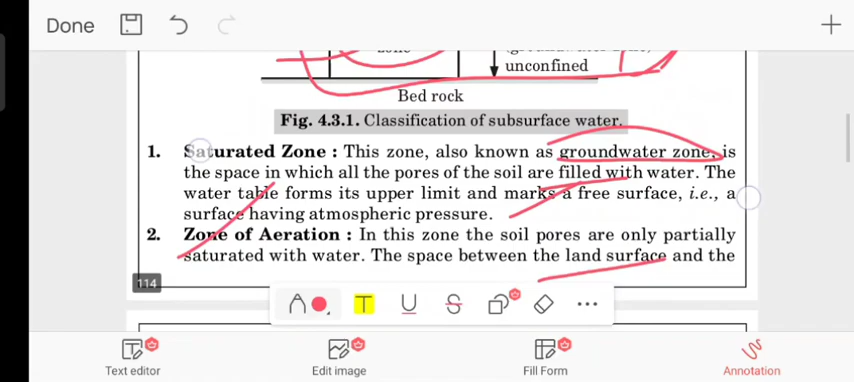 Done
unconfined
Bed rock
Fig. 4.3.1. Classification of subsurface water.
1. Saturated Zone : This zone, also known as groundwater zone, is
the space in which all the pores of the soil are filled with water. The
water table forms its upper limit and marks a free surface, i.e., a
surface having atmospheric pressure.
2. Zone of Aeration : In this zone the soil pores are only partially
saturated with water. The space between the land surface and the
114
T U S
Text editor Edit image Fill Form Annotation